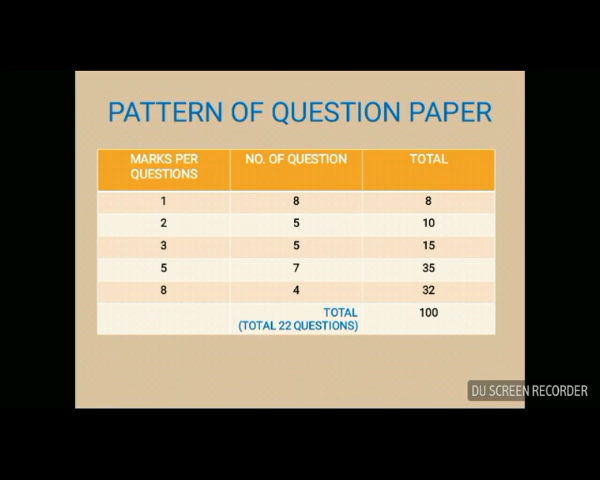 PATTERN OF QUESTION PAPER
MARKS PER QUESTIONS NO. OF QUESTION TOTAL
1 8 8
2 5 10
3 5 15
5 7 35
8 4 32
TOTAL 100
(TOTAL 22 QUESTIONS)
DU SCREEN RECORDER